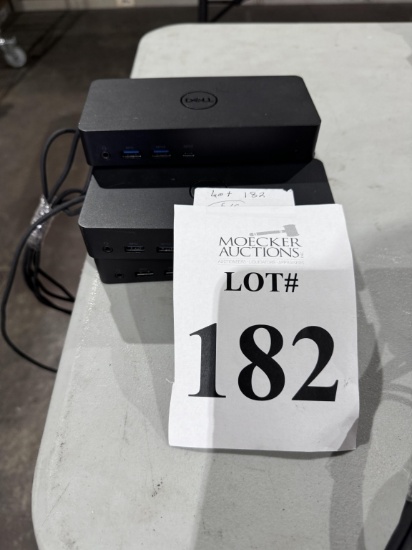 DELL
Lot 182
MOECKER
AUCTIONS
LOT#
182